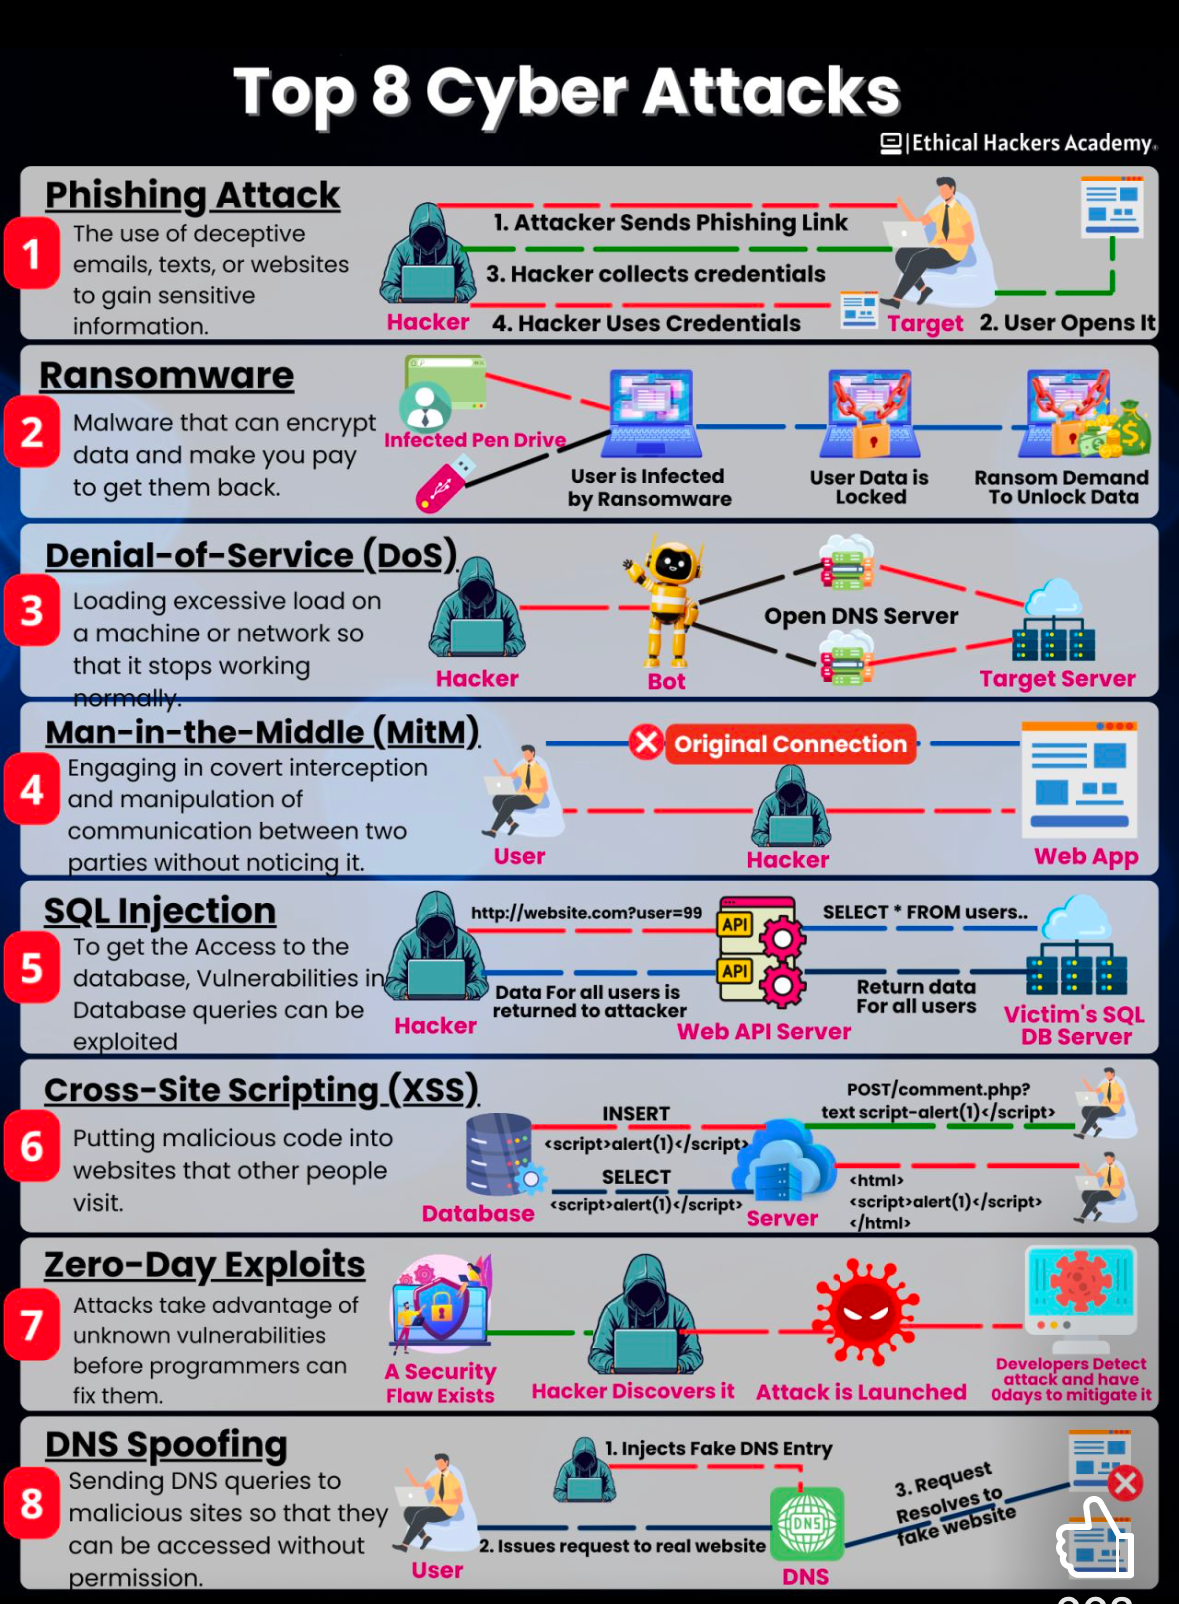 Top 8 Cyber Attacks
|Ethical Hackers Academy
Phishing Attack
1
The use of deceptive
emails, texts, or websites
to gain sensitive
information.
1. Attacker Sends Phishing Link
3. Hacker collects credentials
Hacker
4. Hacker Uses Credentials
Target
2. User Opens It
Ransomware
2
Malware that can encrypt
data and make you pay
to get them back.
Infected Pen Drive
User is Infected
by Ransomware
User Data is
Locked
Ransom Demand
To Unlock Data
Denial-of-Service (DoS)
3
Loading excessive load on
a machine or network so
that it stops working
normally.
Hacker
Bot
Open DNS Server
Target Server
Man-in-the-Middle (MitM)
4
Engaging in covert interception
and manipulation of
communication between two
parties without noticing it.
Original Connection
User
Hacker
Web App
SQL Injection
5
To get the Access to the
database, Vulnerabilities in
Database queries can be
exploited
http://website.com?user=99
API
SELECT * FROM users..
API
Data For all users is
returned to attacker
Return data
For all users
Hacker
Web API Server
Victim's SQL
DB Server
Cross-Site Scripting (XSS)
6
Putting malicious code into
websites that other people
visit.
INSERT
<script>alert(1)</script>
SELECT
<script>alert(1)</script>
Database
Server
POST/comment.php?
text script-alert(1)</script>
<html>
<script>alert(1)</script>
</html>
Zero-Day Exploits
7
Attacks take advantage of
unknown vulnerabilities
before programmers can
fix them.
A Security
Flaw Exists
Hacker Discovers it
Attack is Launched
Developers Detect
attack and have
0days to mitigate it
DNS Spoofing
8
Sending DNS queries to
malicious sites so that they
can be accessed without
permission.
1. Injects Fake DNS Entry
DNS
2. Issues request to real website
3. Request
Resolves to
fake website
User
DNS